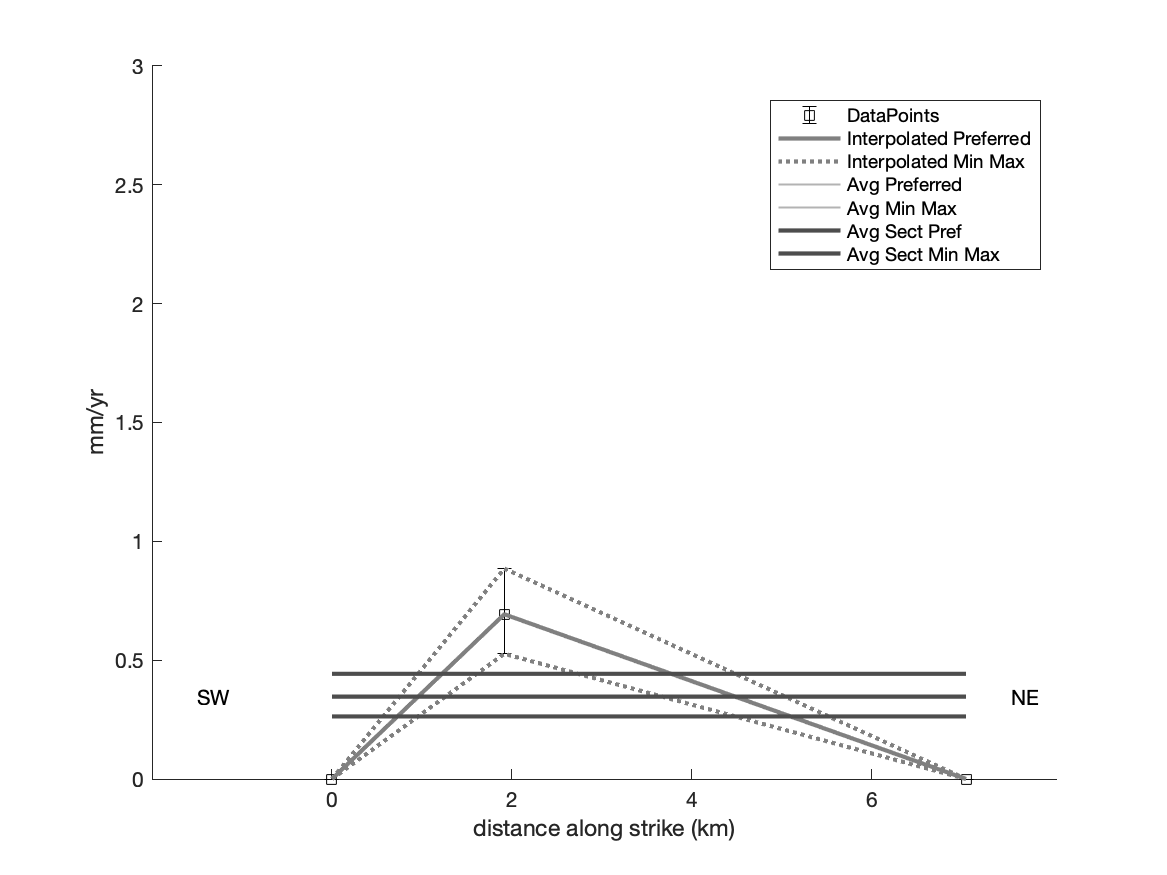 3
2.5
2
1.5
1
0.5
0
mm/yr
DataPoints
Interpolated Preferred
Interpolated Min Max
Avg Preferred
Avg Min Max
Avg Sect Pref
Avg Sect Min Max
SW
NE
0 2 4 6
distance along strike (km)